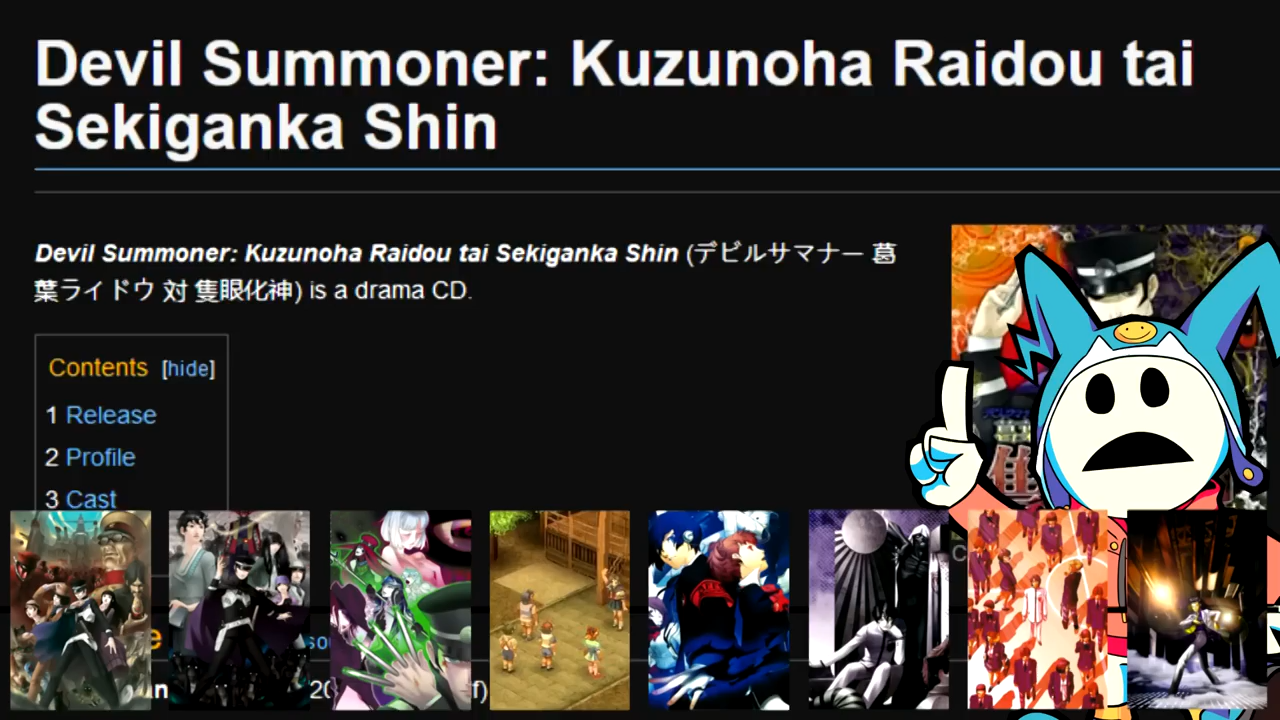 Devil Summoner: Kuzunoha Raidou tai
Sekiganka Shin
Devil Summoner: Kuzunoha Raidou tai Sekiganka Shin (デビルサマナー 葛
葉ライドウ 対 隻眼化神) is a drama CD.
Contents [hide]
1 Release
2 Profile
3 Cast